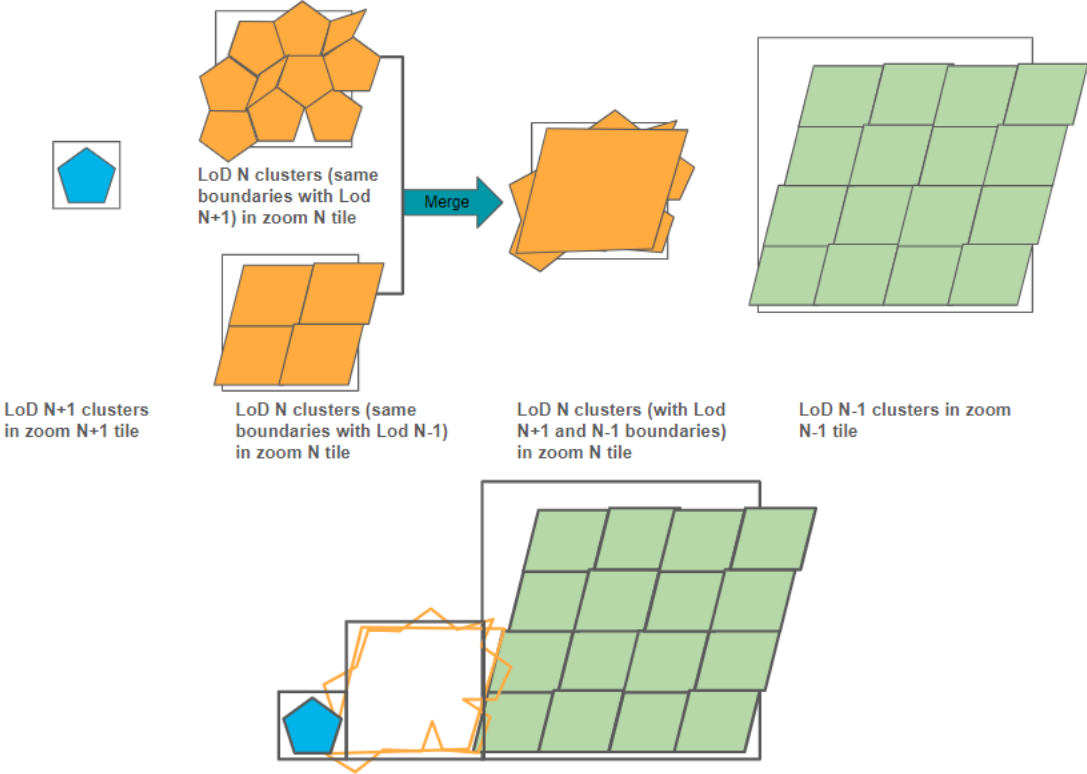 LoD N clusters (same
boundaries with Lod
N+1) in zoom N tile
Merge
LoD N+1 clusters
in zoom N+1 tile
LoD N clusters (same
boundaries with Lod N-1)
in zoom N tile
LoD N clusters (with Lod
N+1 and N-1 boundaries)
in zoom N tile
LoD N-1 clusters in zoom
N-1 tile